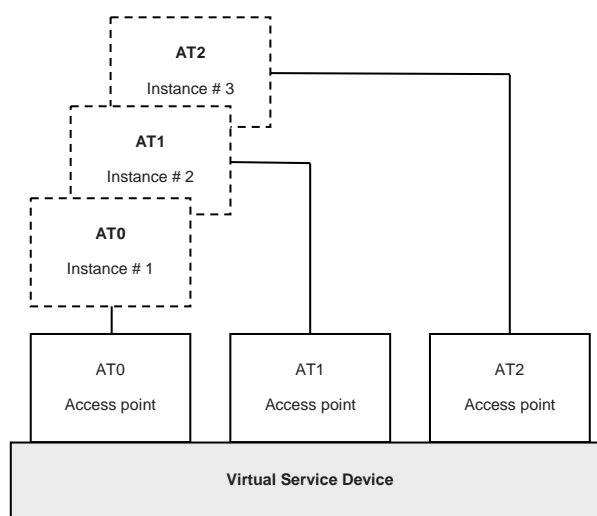 AT2
Instance # 3
AT1
Instance # 2
AT0
Instance # 1
AT0
Access point
AT1
Access point
AT2
Access point
Virtual Service Device